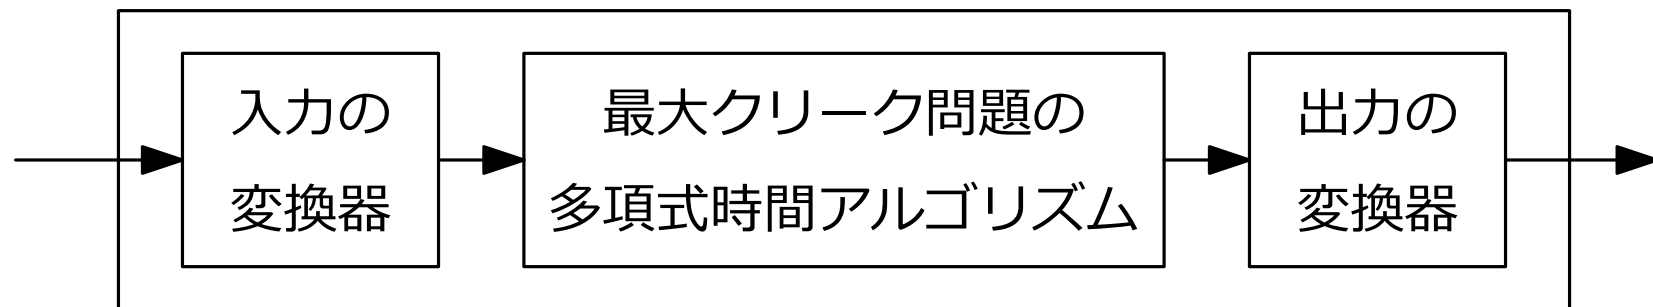 入力の
変換器
最大クリーク問題の
多項式時間アルゴリズム
出力の
変換器